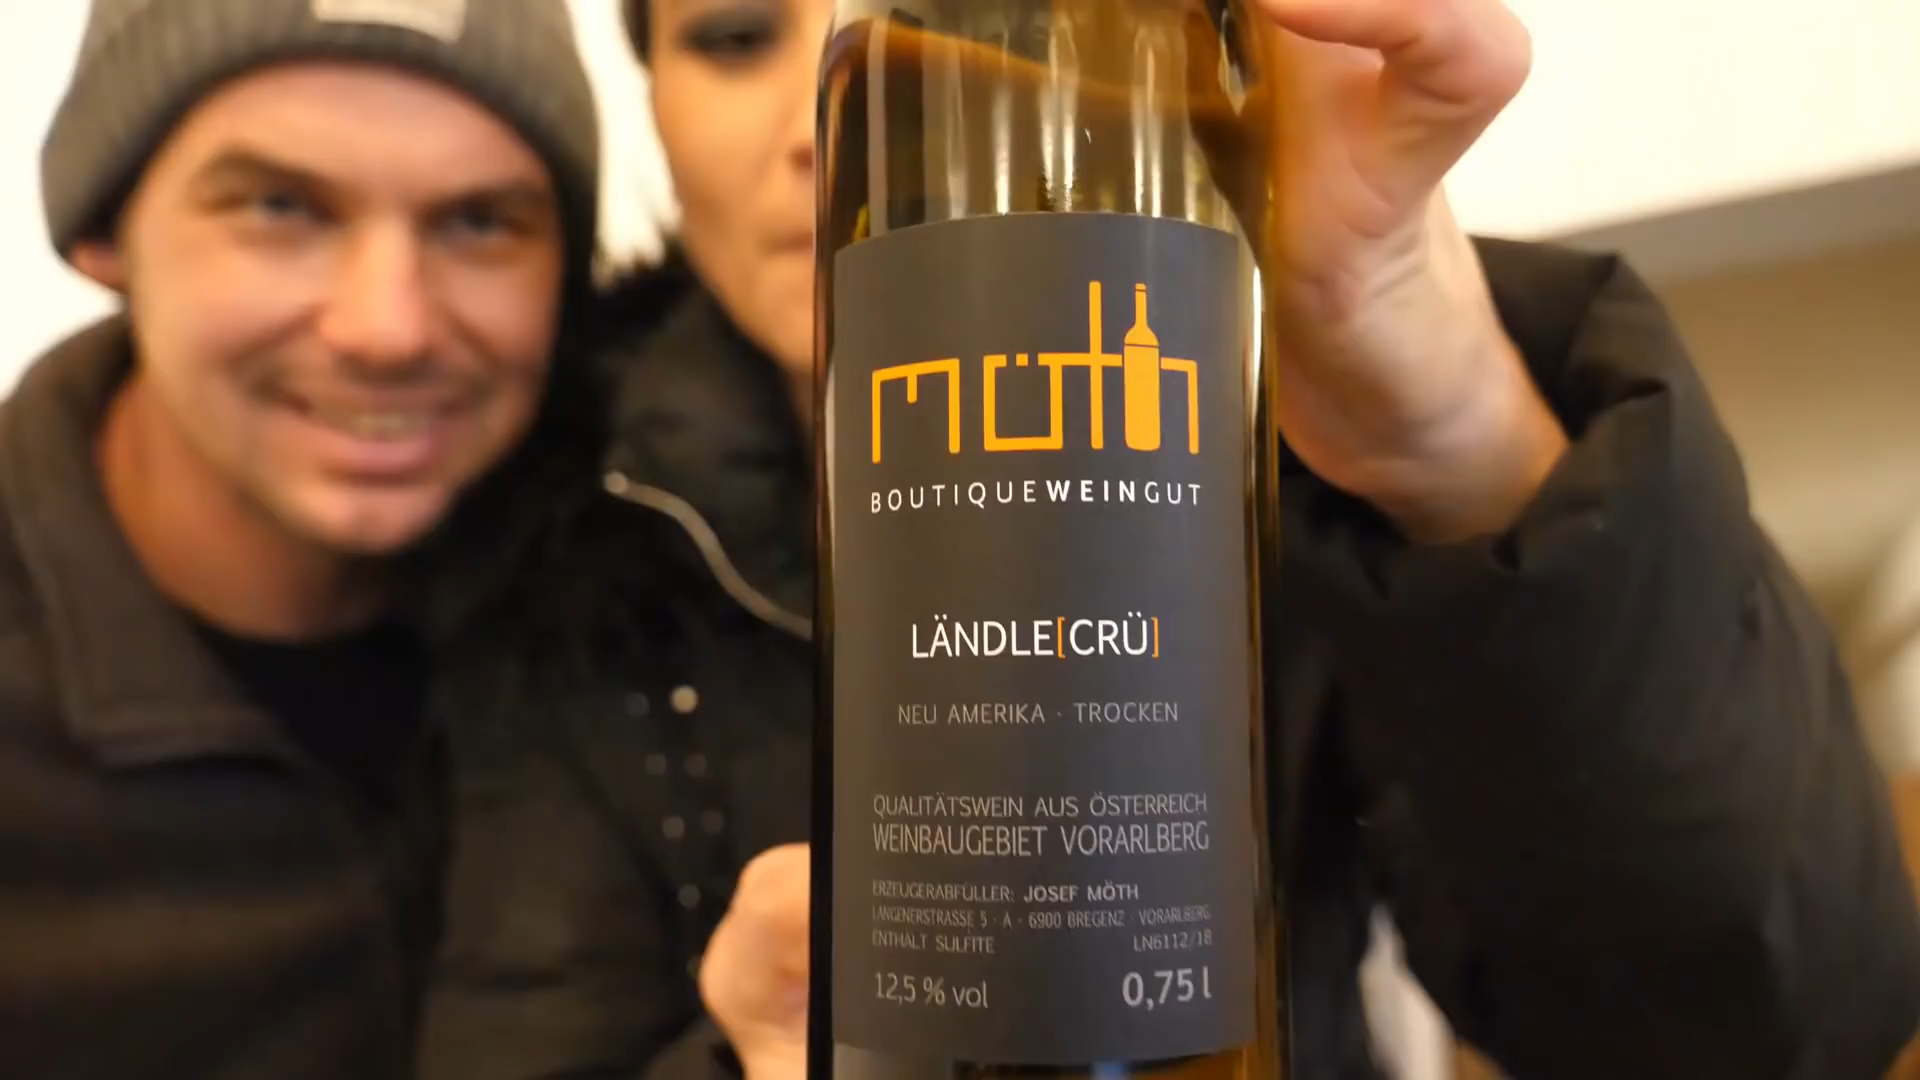 möth
BOUTIQUEWEINGUT
LÄNDLE[CRÜ]
NEU AMERIKA · TROCKEN
QUALITÄTSWEIN AUS ÖSTERREICH
WEINBAUGEBIET VORARLBERG
ERZEUGERABFÜLLER: JOSEF MÖTH
LANGENERSTRASSE 5 · A · 6900 BREGENZ · VORARLBERG
ENTHÄLT SULFITE LN6112/18
12,5 % vol 0,75 l